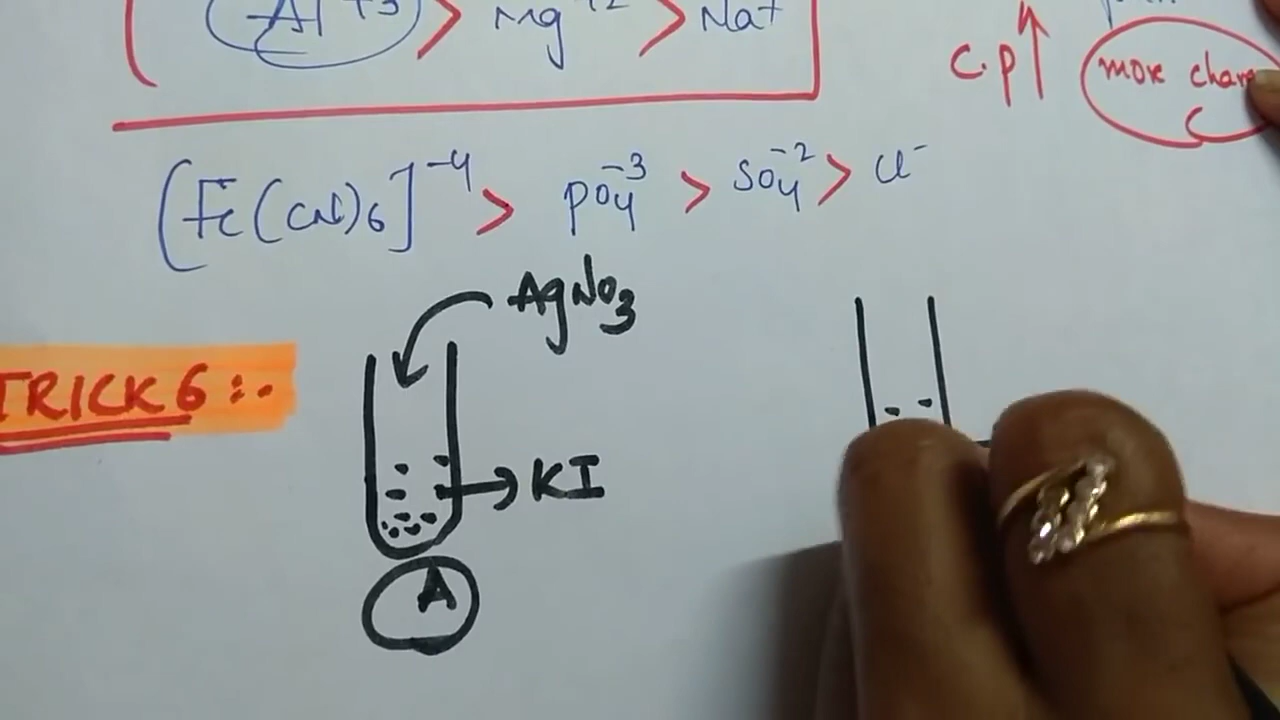 Al+3 > Mg+2 > Na+
C.P↑ more char
[Fe(CN)6]-4 > PO4-3 > SO4-2 > Cl-
AgNO3
TRICK 6:-
KI
A